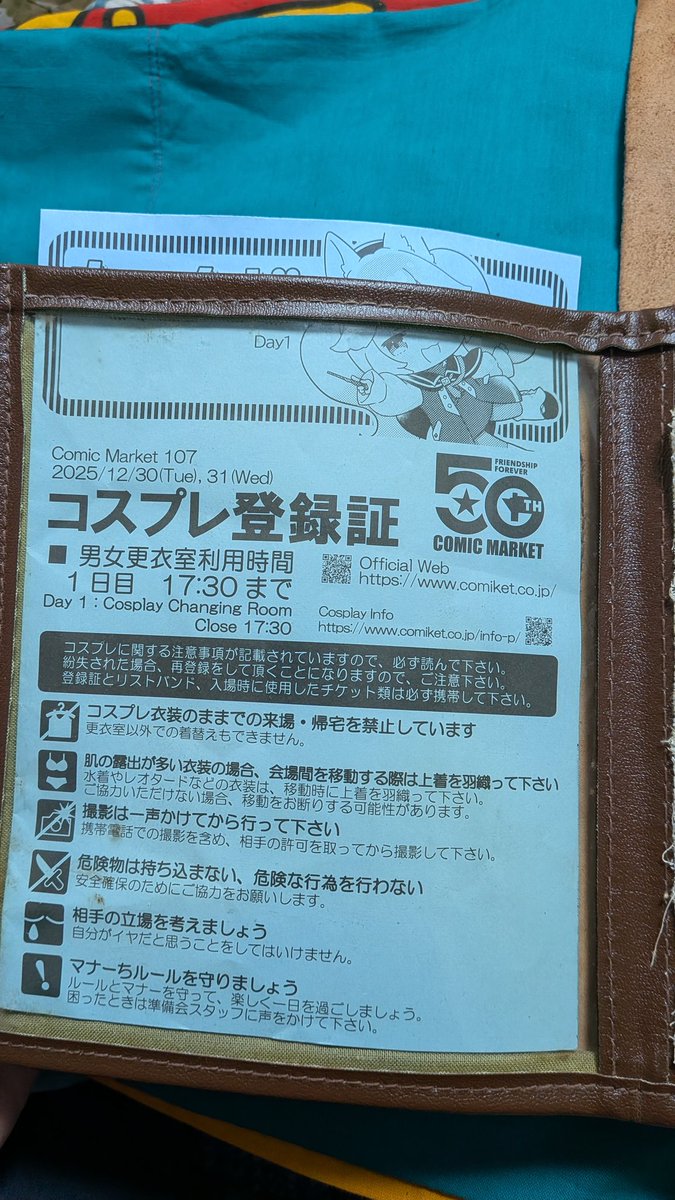 Day1
Comic Market 107
2025/12/30(Tue), 31(Wed)
コスプレ登録証
FRIENDSHIP
FOREVER
50TH
COMIC MARKET
■ 男女更衣室利用時間
1日目 17:30 まで
Day 1 : Cosplay Changing Room
Close 17:30
Official Web
https://www.comiket.co.jp/
Cosplay Info
https://www.comiket.co.jp/info-p/
コスプレに関する注意事項が記載されていますので、必ず読んで下さい。
紛失された場合、再登録をして頂くことになりますので、ご注意下さい。
登録証とリストバンド、入場時に使用したチケット類は必ず携帯して下さい。
コスプレ衣装のままでの来場・帰宅を禁止しています
更衣室以外での着替えもできません。
肌の露出が多い衣装の場合、会場間を移動する際は上着を羽織って下さい
水着やレオタードなどの衣装は、移動時に上着を羽織って下さい。
ご協力いただけない場合、移動をお断りする可能性があります。
撮影は一声かけてから行って下さい
携帯電話での撮影を含め、相手の許可を取ってから撮影して下さい。
危険物は持ち込まない、危険な行為を行わない
安全確保のためにご協力をお願いします。
相手の立場を考えましょう
自分がイヤだと思うことをしてはいけません。
マナーちルールを守りましょう
ルールとマナーを守って、楽しく一日を過ごしましょう。
困ったときは準備会スタッフに声をかけて下さい。